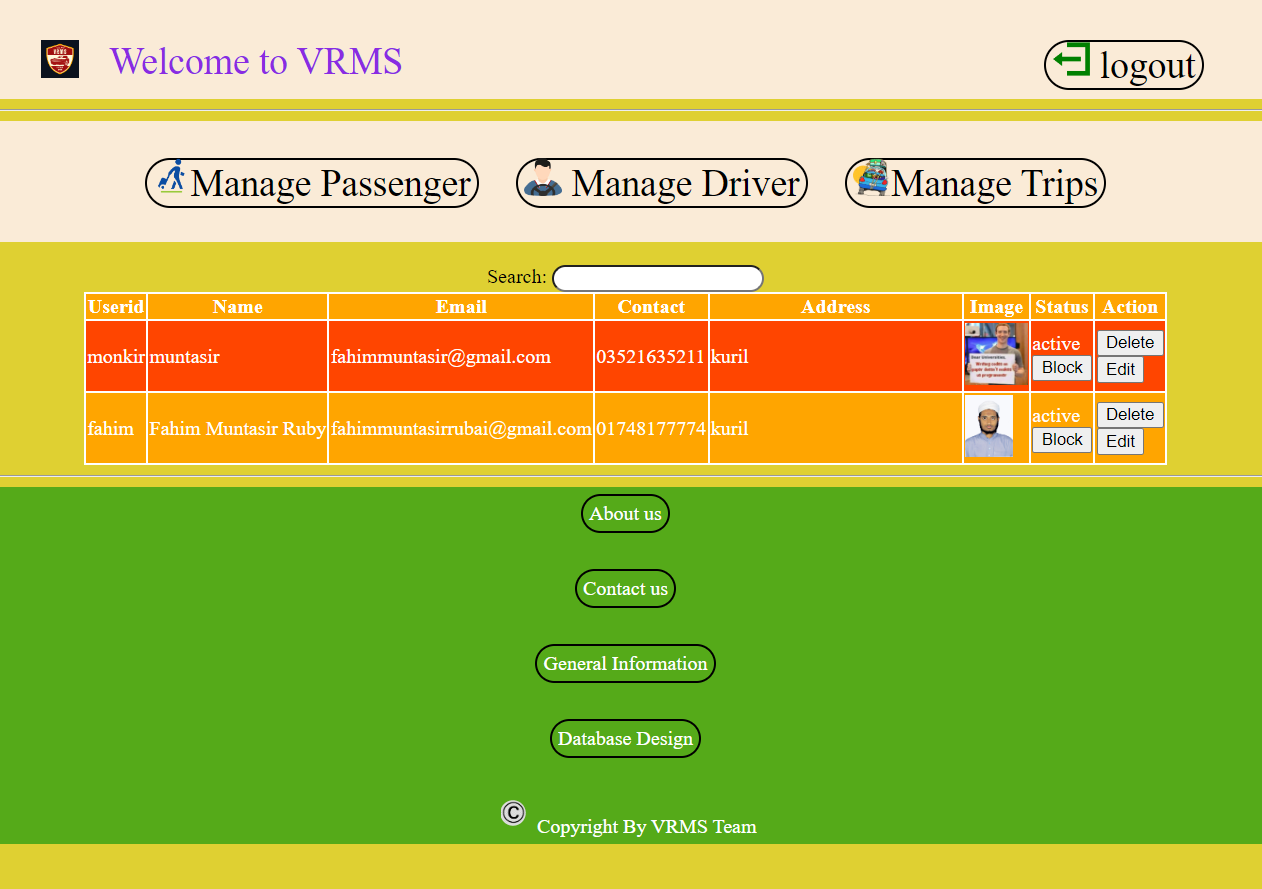 VRMS
Welcome to VRMS
logout
Manage Passenger Manage Driver Manage Trips
Search:
Userid Name Email Contact Address Image Status Action
monkir muntasir fahimmuntasir@gmail.com 03521635211 kuril active Block Delete Edit
fahim Fahim Muntasir Ruby fahimmuntasirrubai@gmail.com 01748177774 kuril active Block Delete Edit
About us
Contact us
General Information
Database Design
© Copyright By VRMS Team